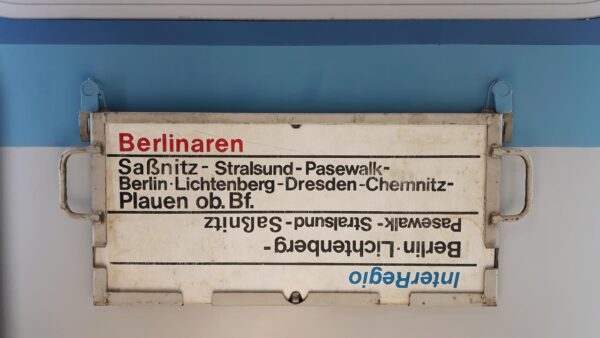 Berlinaren
Saßnitz - Stralsund - Pasewalk -
Berlin · Lichtenberg - Dresden - Chemnitz -
Plauen ob. Bf.
InterRegio
Berlin · Lichtenberg -
Pasewalk - Stralsund - Saßnitz